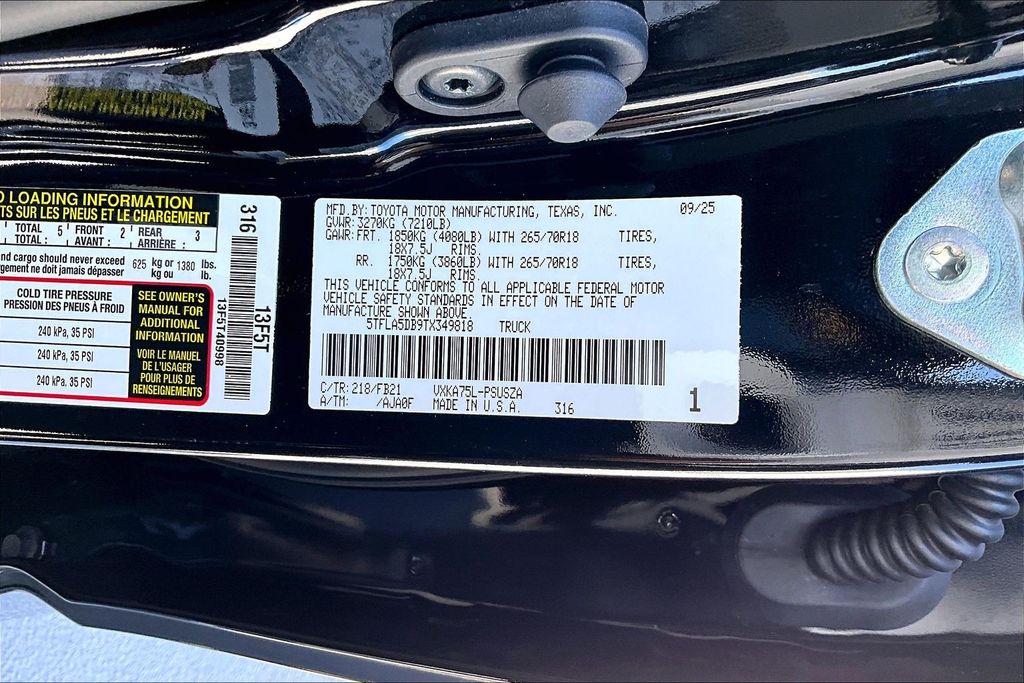 O LOADING INFORMATION
TS SUR LES PNEUS ET LE CHARGEMENT
TOTAL 5 FRONT 2 REAR 3
TOTAL : 5 AVANT : 2 ARRIÈRE : 3
nd cargo should never exceed 625 kg or 1380 lbs.
rgement ne doit jamais dépasser kg ou lb.
COLD TIRE PRESSURE
PRESSION DES PNEUS À FROID
240 kPa, 35 PSI
240 kPa, 35 PSI
240 kPa, 35 PSI
SEE OWNER'S
MANUAL FOR
ADDITIONAL
INFORMATION
VOIR LE MANUEL
DE L'USAGER
POUR PLUS DE
RENSEIGNEMENTS
316
13F5T40998
13F5T
MFD.BY: TOYOTA MOTOR MANUFACTURING, TEXAS, INC. 09/25
GVWR: 3270KG (7210LB)
GAWR: FRT. 1850KG (4080LB) WITH 265/70R18 TIRES,
18X7.5J RIMS.
RR. 1750KG (3860LB) WITH 265/70R18 TIRES,
18X7.5J RIMS.
THIS VEHICLE CONFORMS TO ALL APPLICABLE FEDERAL MOTOR
VEHICLE SAFETY STANDARDS IN EFFECT ON THE DATE OF
MANUFACTURE SHOWN ABOVE.
5TFLA5DB9TX349818 TRUCK
C/TR: 218/FB21 VXKA75L-PSUSZA
A/TM: /AJA0F MADE IN U.S.A. 316
1